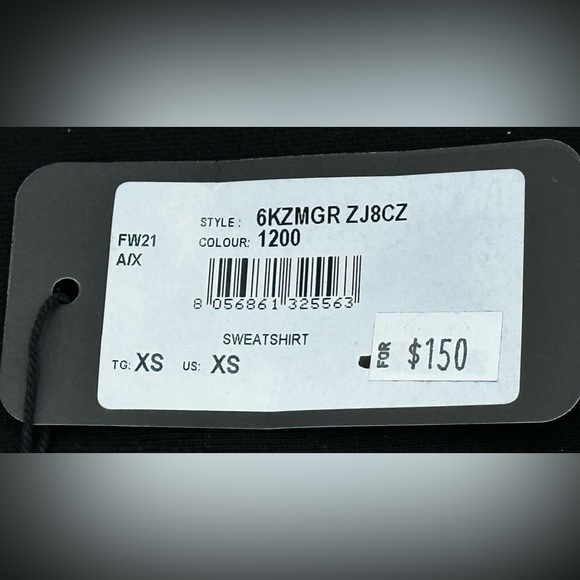 STYLE: 6KZMGR ZJ8CZ
FW21 COLOUR: 1200
A/X
8 056861 325563
SWEATSHIRT
TG: XS US: XS
FOR $150